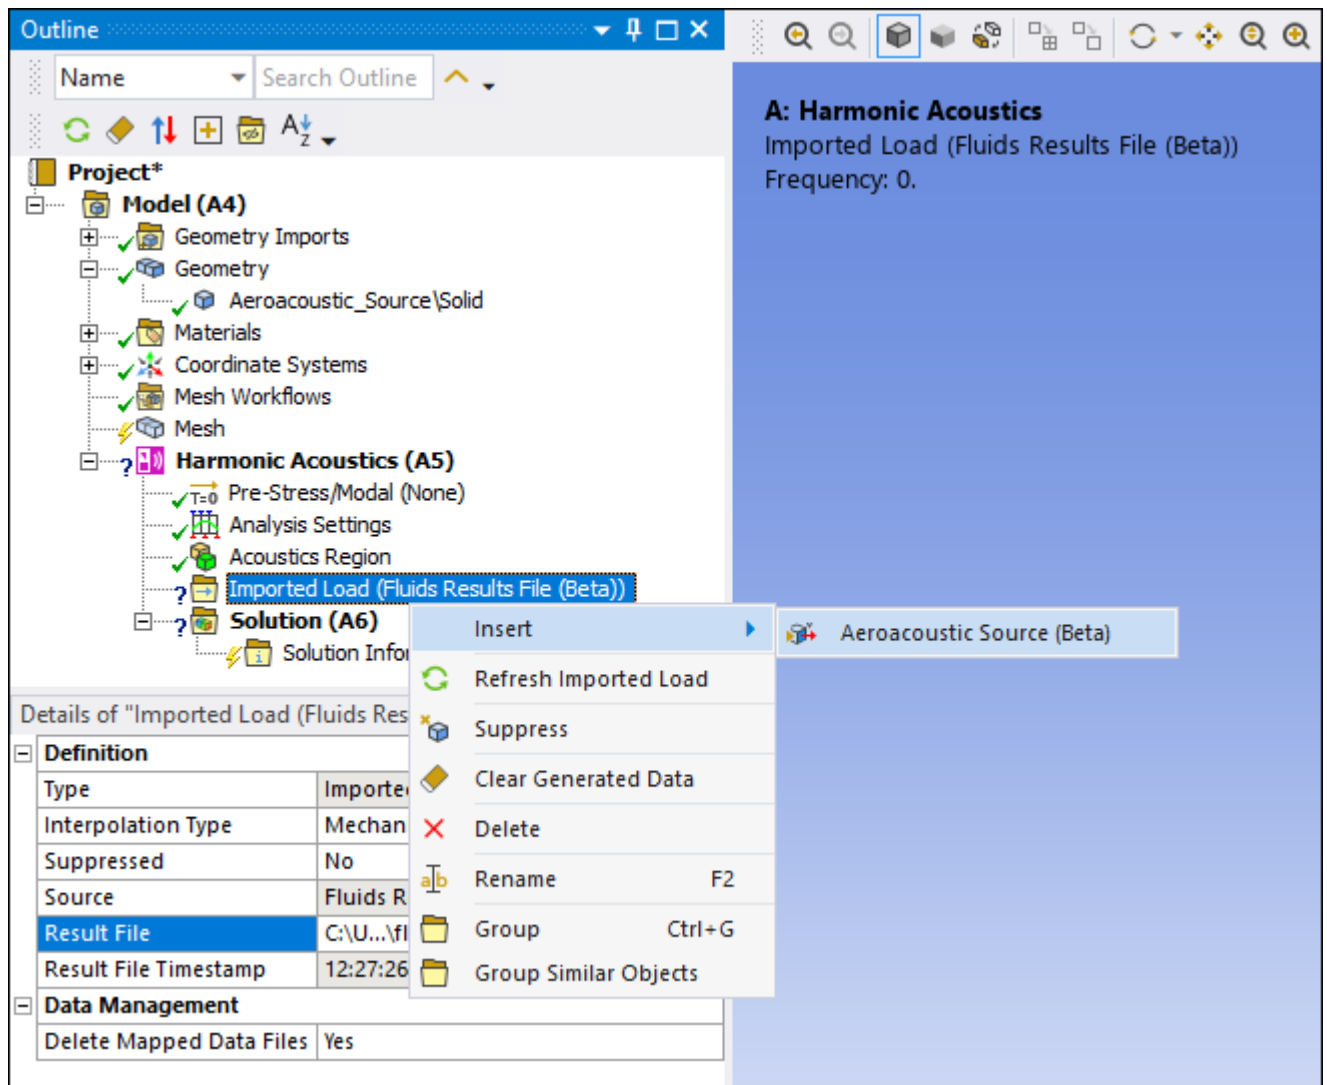 Outline
Name
Search Outline
A
Z
Project*
Model (A4)
Geometry Imports
Geometry
Aeroacoustic_Source\Solid
Materials
Coordinate Systems
Mesh Workflows
Mesh
Harmonic Acoustics (A5)
T=0 Pre-Stress/Modal (None)
Analysis Settings
Acoustics Region
Imported Load (Fluids Results File (Beta))
Solution (A6)
Solution Infor
Insert
Refresh Imported Load
Suppress
Clear Generated Data
Delete
Rename F2
Group Ctrl+G
Group Similar Objects
Aeroacoustic Source (Beta)
Details of "Imported Load (Fluids Res
Definition
Type Importe
Interpolation Type Mechan
Suppressed No
Source Fluids R
Result File C:\U...\fl
Result File Timestamp 12:27:26
Data Management
Delete Mapped Data Files Yes
A: Harmonic Acoustics
Imported Load (Fluids Results File (Beta))
Frequency: 0.